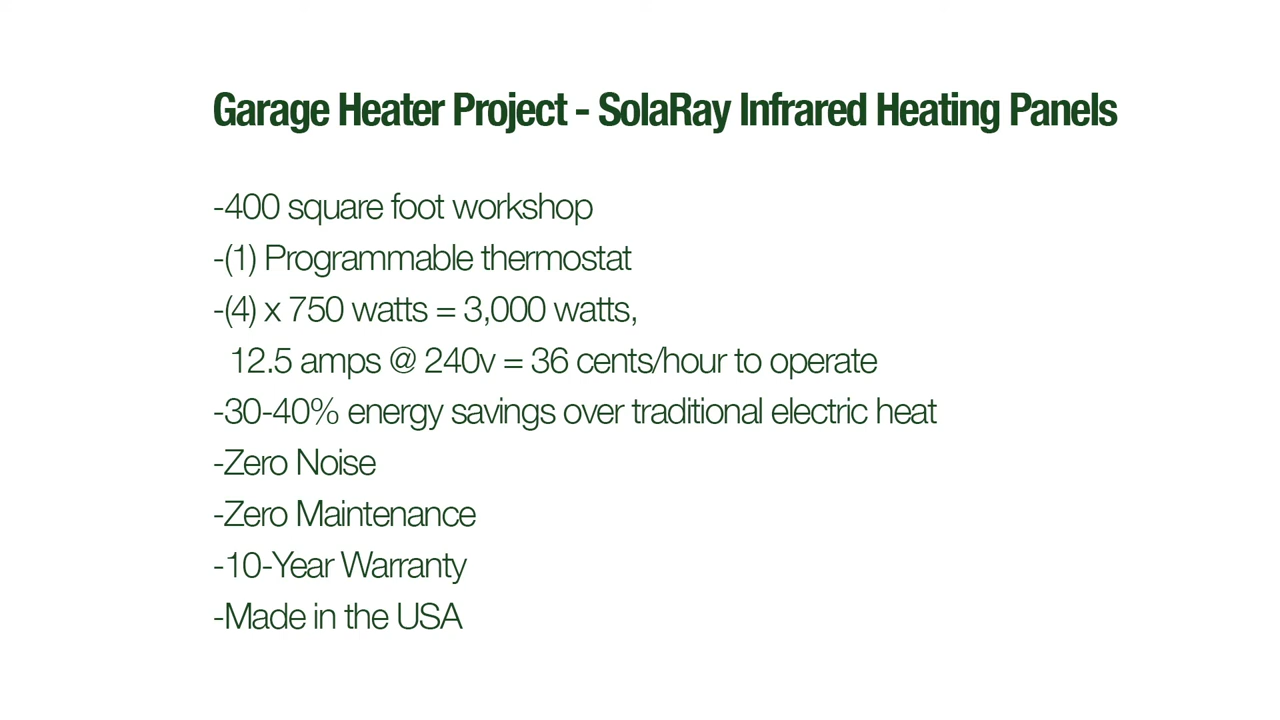 Garage Heater Project - SolaRay Infrared Heating Panels
-400 square foot workshop
-(1) Programmable thermostat
-(4) x 750 watts = 3,000 watts,
12.5 amps @ 240v = 36 cents/hour to operate
-30-40% energy savings over traditional electric heat
-Zero Noise
-Zero Maintenance
-10-Year Warranty
-Made in the USA